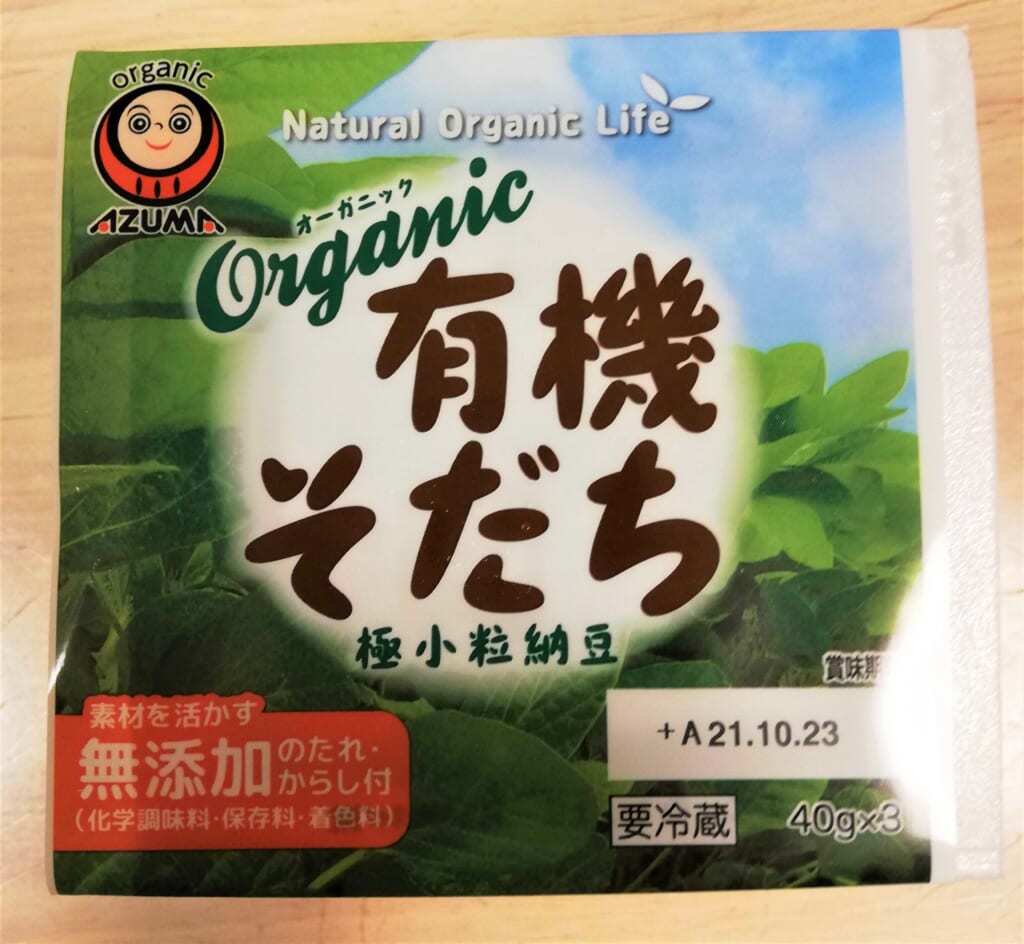 organic
AZUMA
Natural Organic Life
オーガニック
Organic
有機
そだち
極小粒納豆
素材を活かす
無添加のたれ・
からし付
(化学調味料・保存料・着色料)
賞味期
+A21.10.23
要冷蔵
40g×3